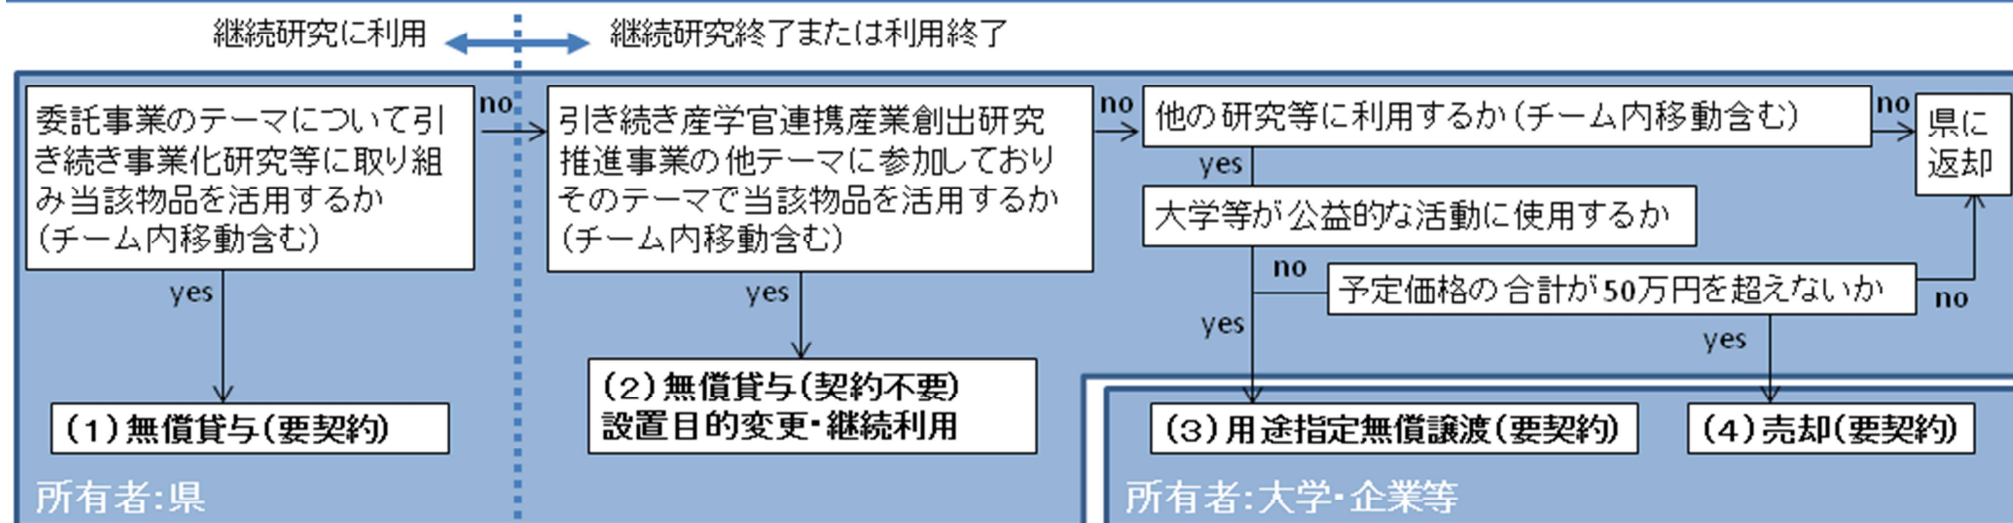 継続研究に利用
継続研究終了または利用終了
委託事業のテーマについて引
き続き事業化研究等に取り組
み当該物品を活用するか
(チーム内移動含む)
no
引き続き産学官連携産業創出研究
推進事業の他テーマに参加しており
そのテーマで当該物品を活用するか
(チーム内移動含む)
no
他の研究等に利用するか(チーム内移動含む)
no
県に
返却
yes
大学等が公益的な活動に使用するか
no
予定価格の合計が50万円を超えないか
no
yes
yes
yes
yes
(1)無償貸与(要契約)
(2)無償貸与(契約不要)
設置目的変更・継続利用
(3)用途指定無償譲渡(要契約)
(4)売却(要契約)
所有者:県
所有者:大学・企業等